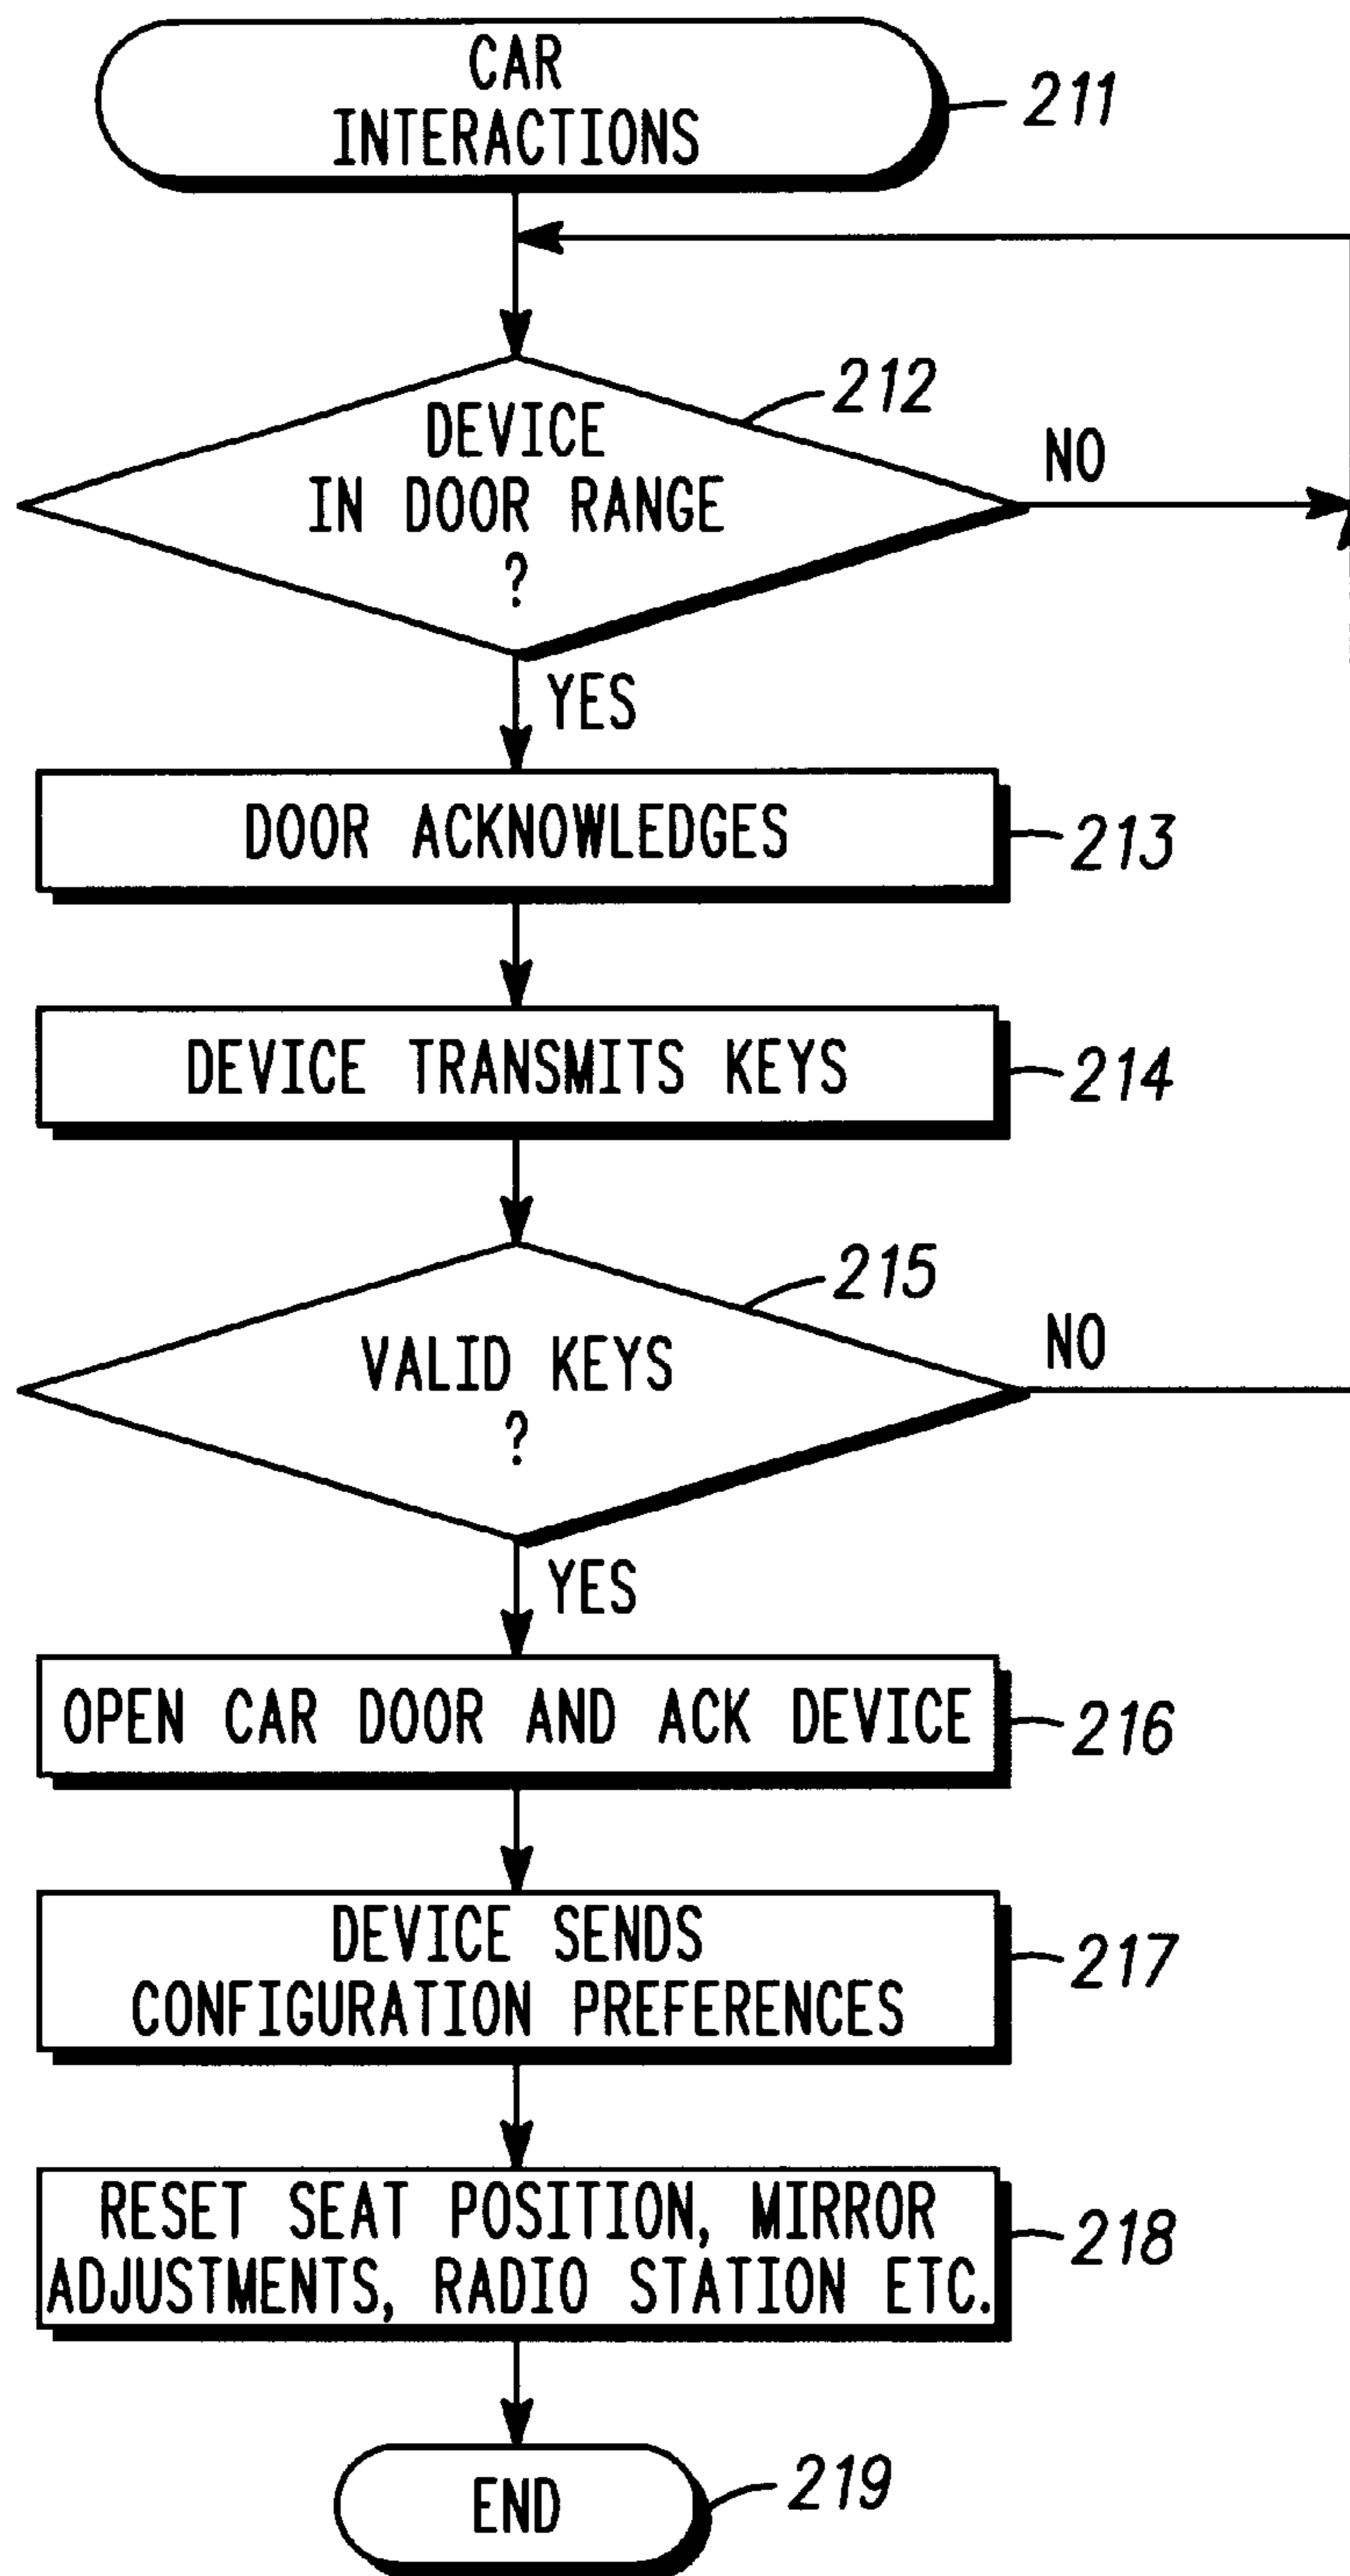 CAR
INTERACTIONS
211
212
DEVICE
IN DOOR RANGE
?
NO
YES
DOOR ACKNOWLEDGES
213
DEVICE TRANSMITS KEYS
214
215
VALID KEYS
?
NO
YES
OPEN CAR DOOR AND ACK DEVICE
216
DEVICE SENDS
CONFIGURATION PREFERENCES
217
RESET SEAT POSITION, MIRROR
ADJUSTMENTS, RADIO STATION ETC.
218
END
219